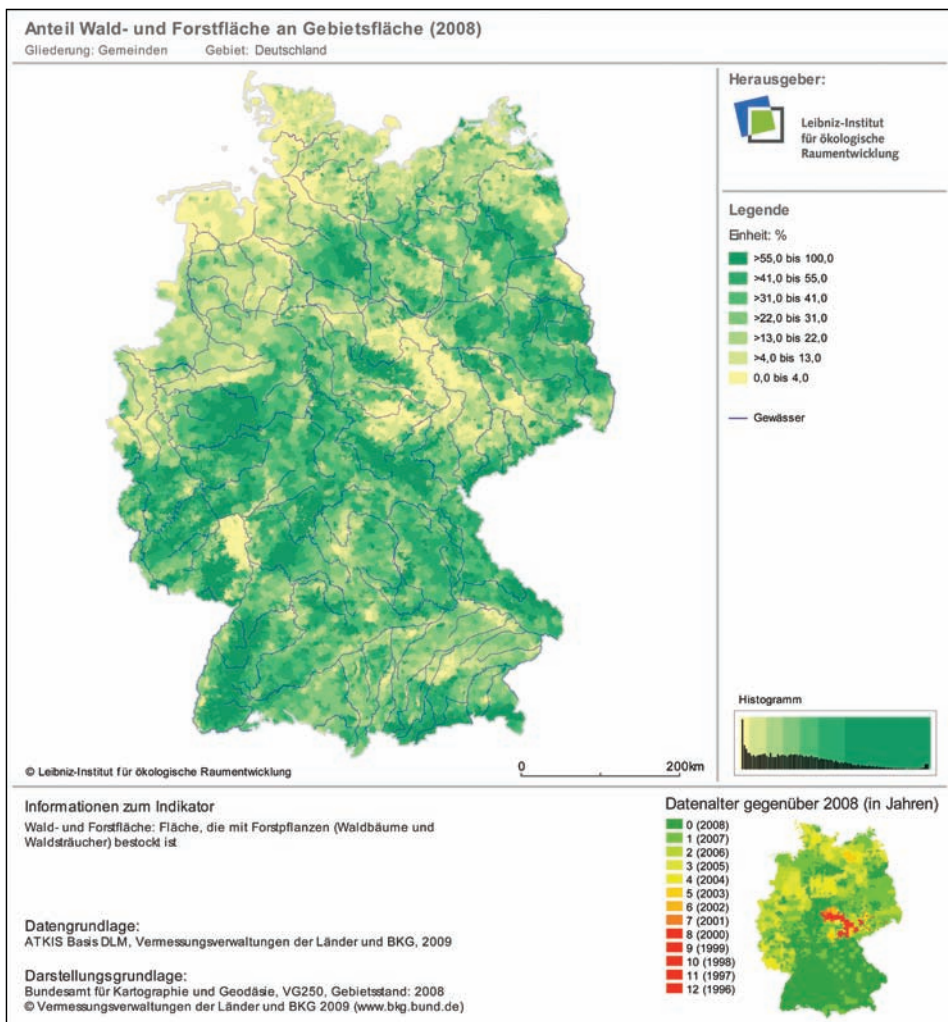 Anteil Wald- und Forstfläche an Gebietsfläche (2008)
Gliederung: Gemeinden Gebiet: Deutschland
Herausgeber:
Leibniz-Institut
für ökologische
Raumentwicklung
Legende
Einheit: %
>55,0 bis 100,0
>41,0 bis 55,0
>31,0 bis 41,0
>22,0 bis 31,0
>13,0 bis 22,0
>4,0 bis 13,0
0,0 bis 4,0
Gewässer
Histogramm
© Leibniz-Institut für ökologische Raumentwicklung
0 200km
Informationen zum Indikator
Wald- und Forstfläche: Fläche, die mit Forstpflanzen (Waldbäume und
Waldsträucher) bestockt ist
Datengrundlage:
ATKIS Basis DLM, Vermessungsverwaltungen der Länder und BKG, 2009
Darstellungsgrundlage:
Bundesamt für Kartographie und Geodäsie, VG250, Gebietsstand: 2008
© Vermessungsverwaltungen der Länder und BKG 2009 (www.bkg.bund.de)
Datenalter gegenüber 2008 (in Jahren)
0 (2008)
1 (2007)
2 (2006)
3 (2005)
4 (2004)
5 (2003)
6 (2002)
7 (2001)
8 (2000)
9 (1999)
10 (1998)
11 (1997)
12 (1996)